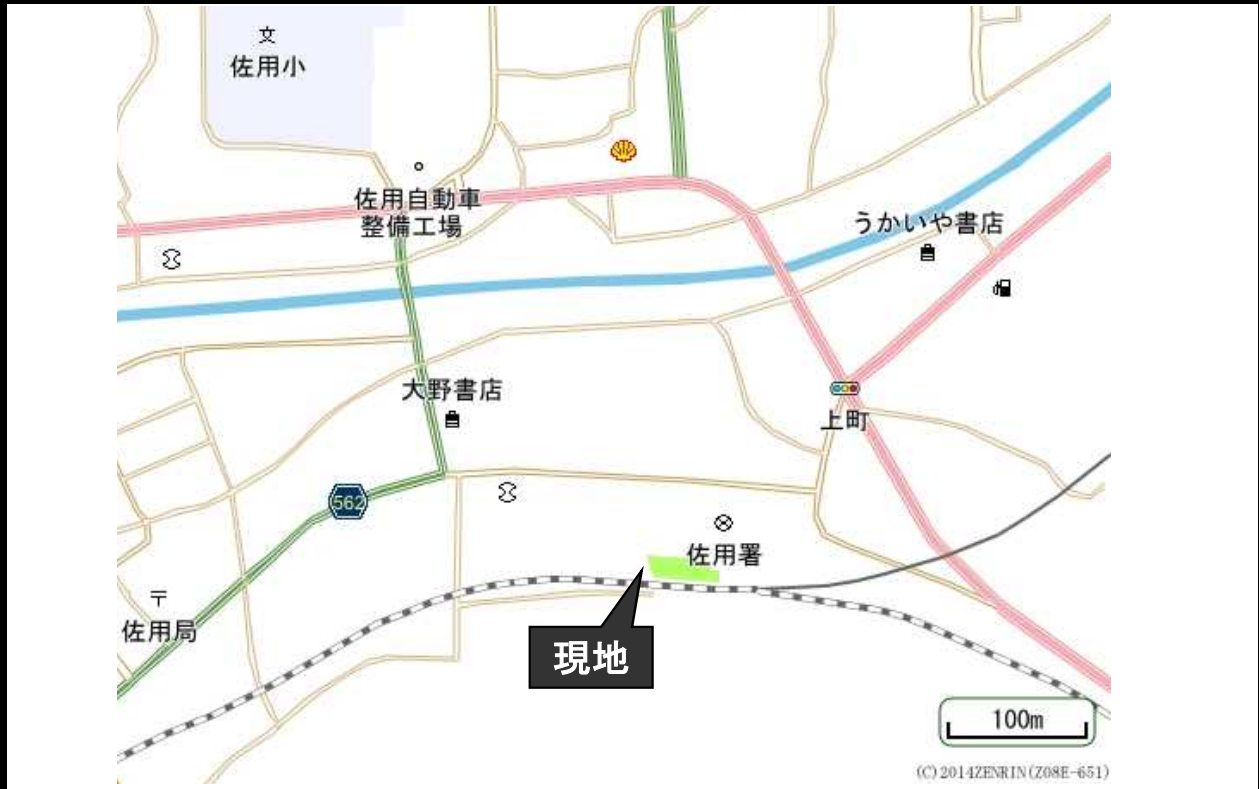 文
佐用小
佐用自動車
整備工場
うかいや書店
大野書店
上町
562
佐用署
〒
佐用局
現地
100m
(C)2014ZENRIN(Z08E-651)